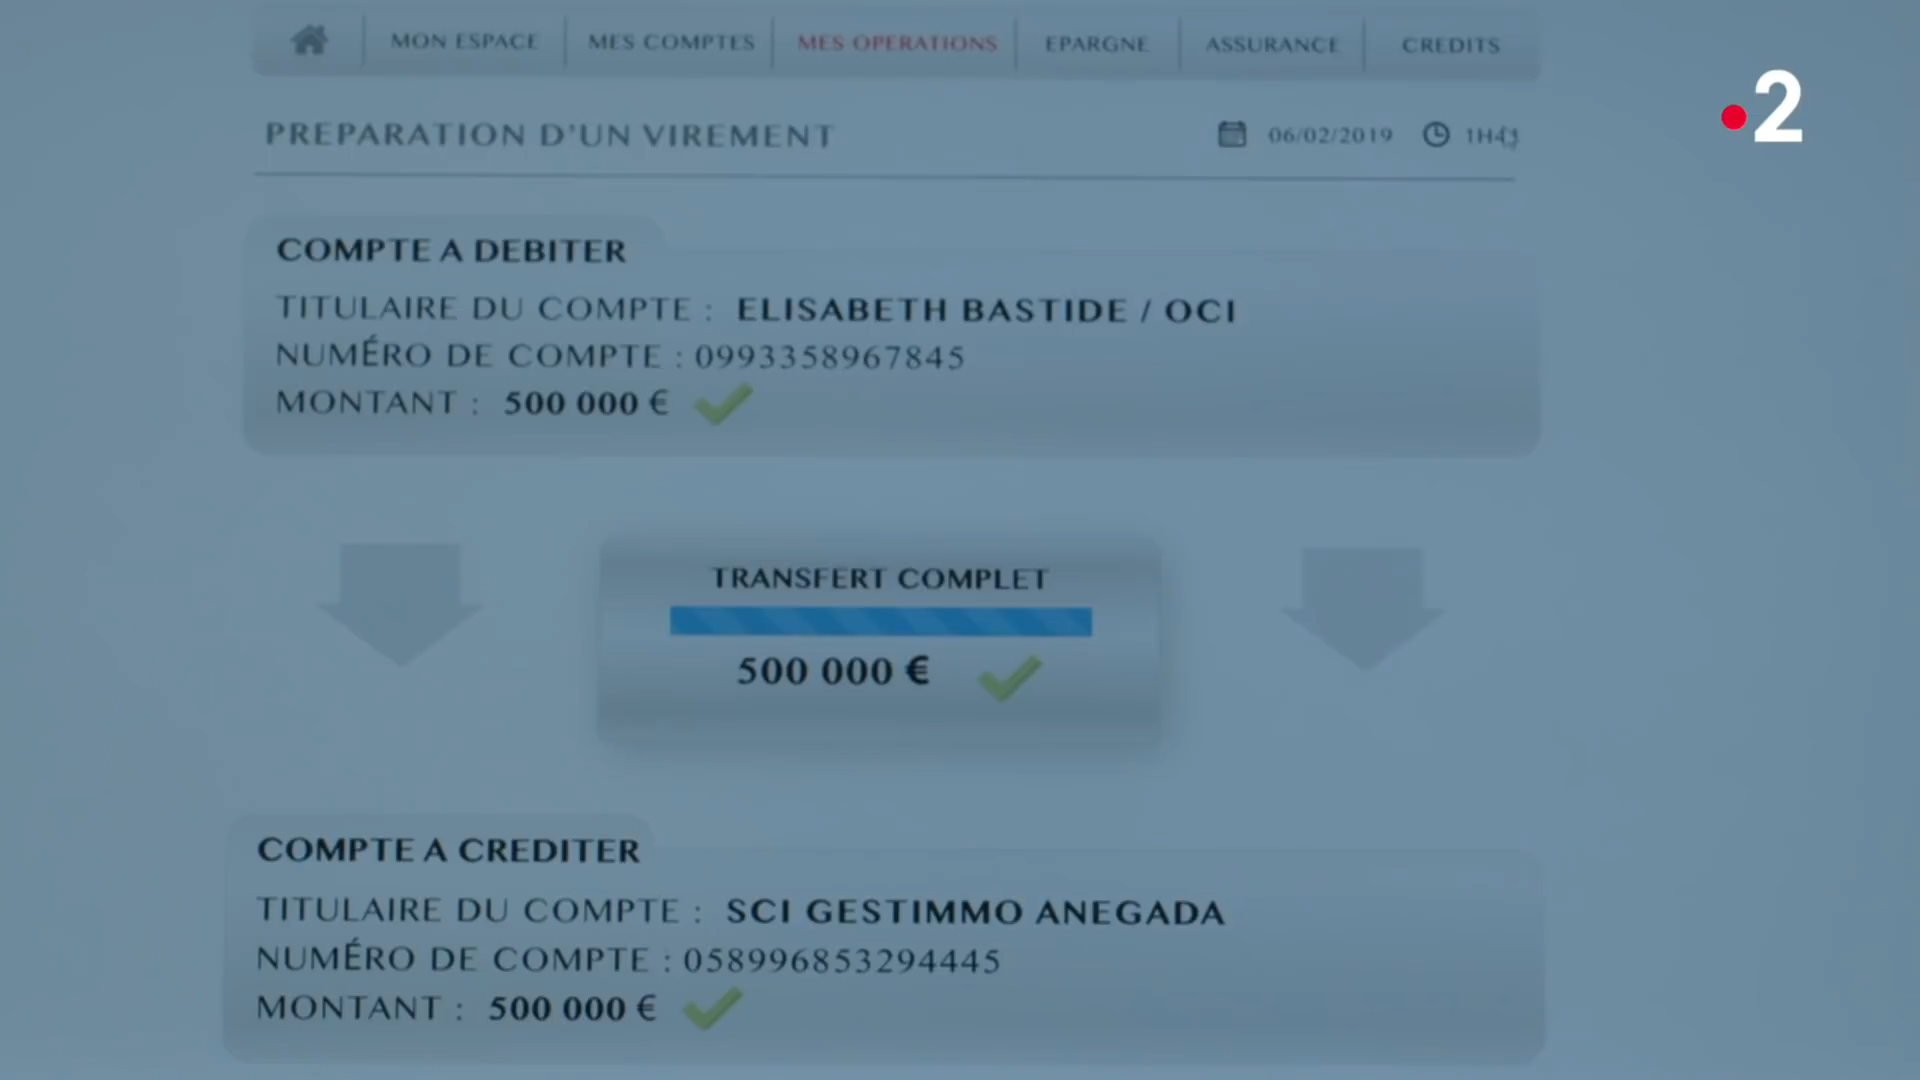 MON ESPACE MES COMPTES MES OPERATIONS EPARGNE ASSURANCE CREDITS
2
PREPARATION D'UN VIREMENT 06/02/2019
COMPTE A DEBITER
TITULAIRE DU COMPTE : ELISABETH BASTIDE / OCI
NUMÉRO DE COMPTE : 0993358967845
MONTANT : 500 000 €
TRANSFERT COMPLET
500 000 €
COMPTE A CREDITER
TITULAIRE DU COMPTE : SCI GESTIMMO ANEGADA
NUMÉRO DE COMPTE : 058996853294445
MONTANT : 500 000 €